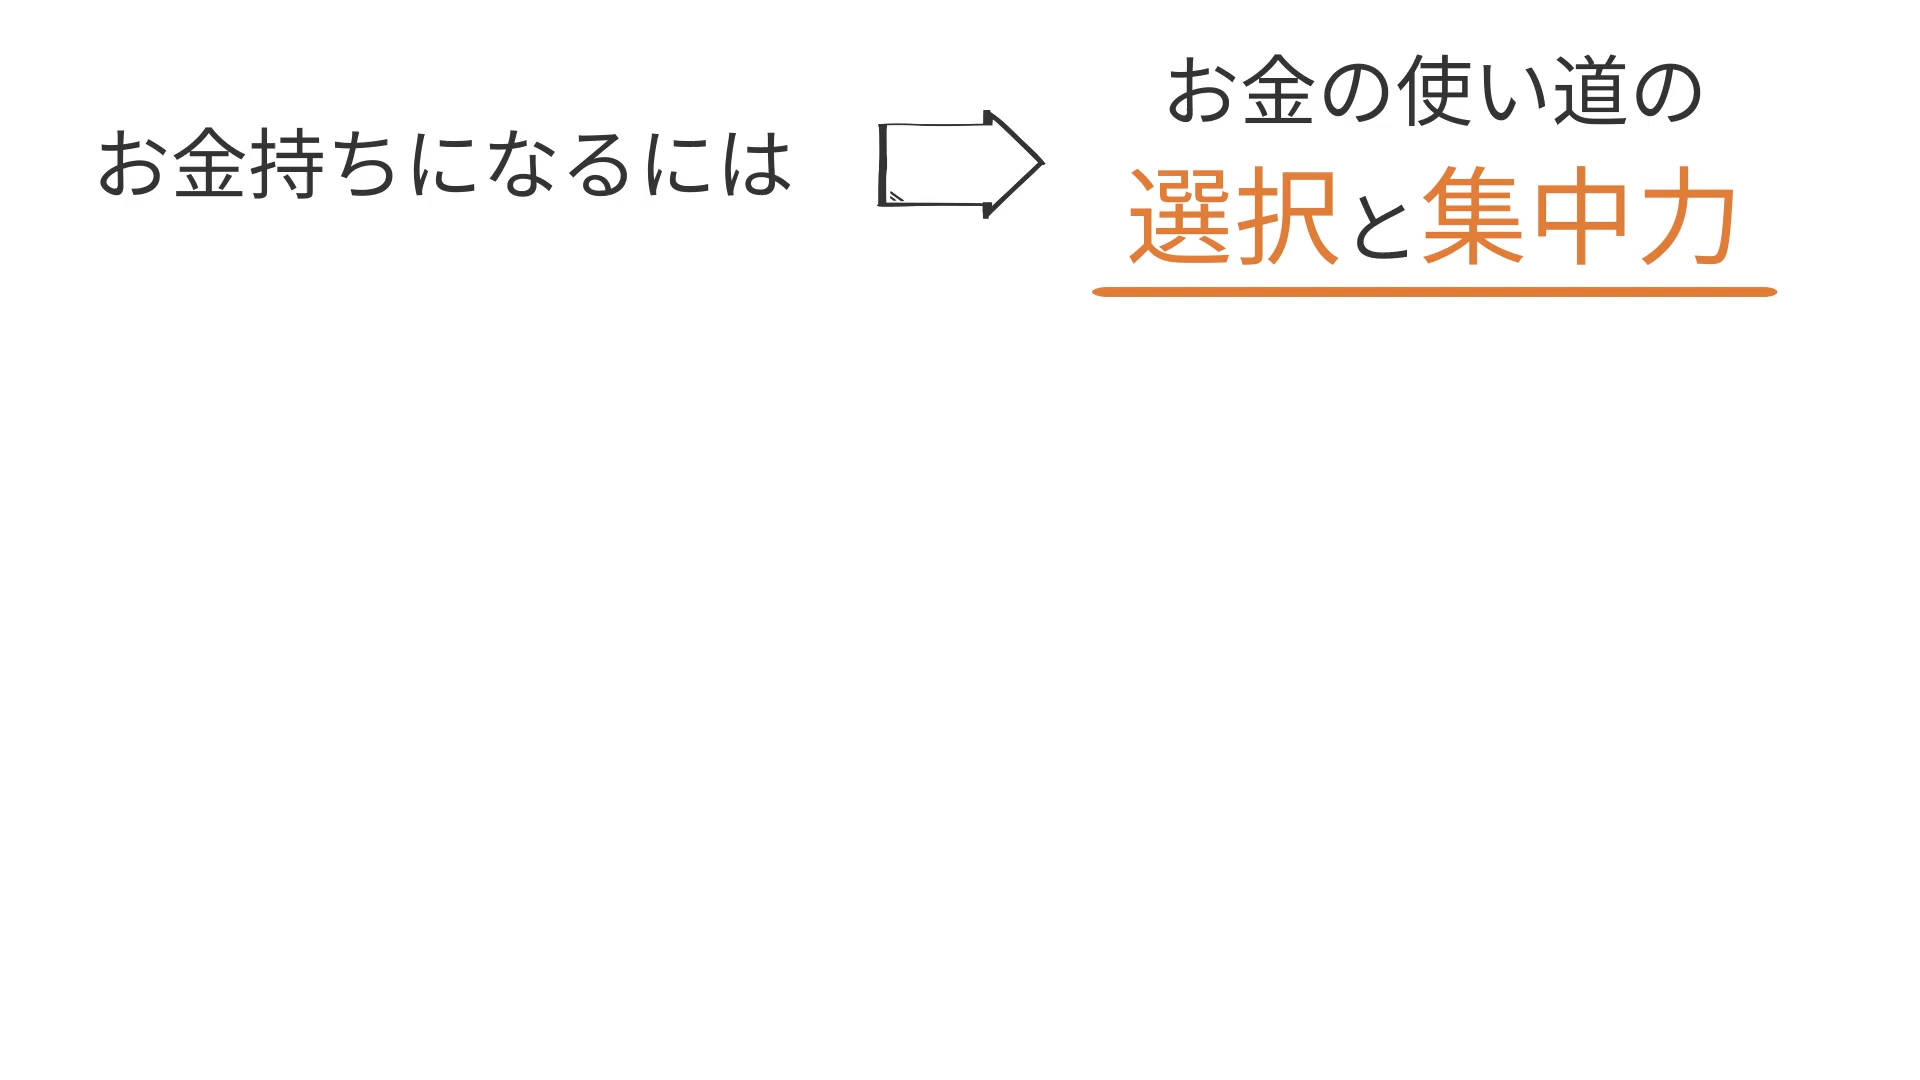 お金持ちになるには
お金の使い道の
選択と集中力